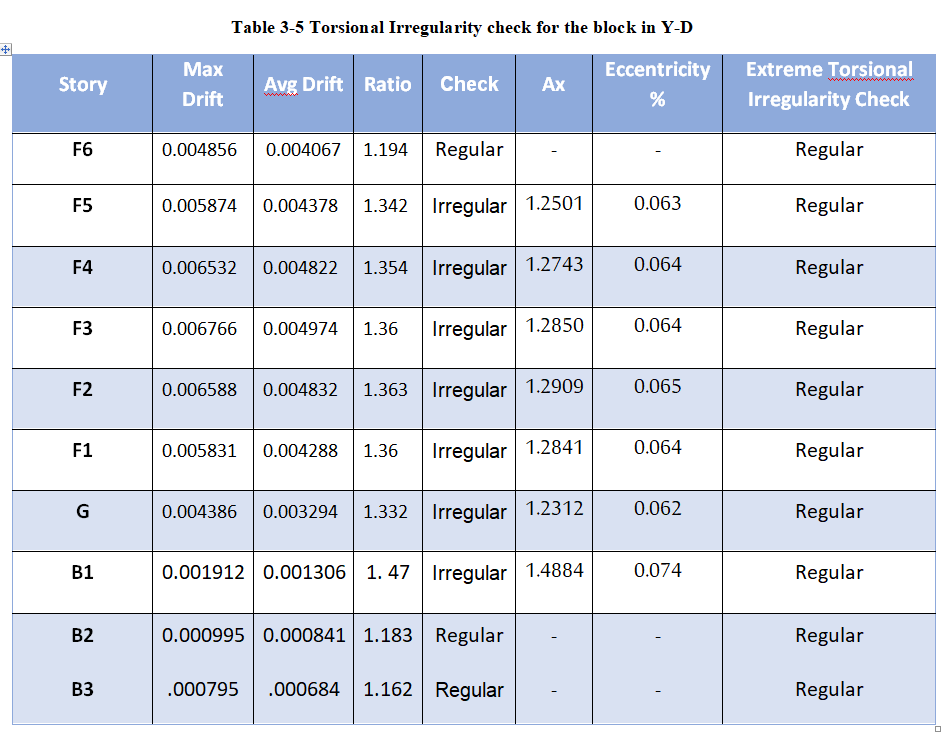 Table 3-5 Torsional Irregularity check for the block in Y-D
Story Max Drift Avg Drift Ratio Check Ax Eccentricity % Extreme Torsional Irregularity Check
F6 0.004856 0.004067 1.194 Regular - - Regular
F5 0.005874 0.004378 1.342 Irregular 1.2501 0.063 Regular
F4 0.006532 0.004822 1.354 Irregular 1.2743 0.064 Regular
F3 0.006766 0.004974 1.36 Irregular 1.2850 0.064 Regular
F2 0.006588 0.004832 1.363 Irregular 1.2909 0.065 Regular
F1 0.005831 0.004288 1.36 Irregular 1.2841 0.064 Regular
G 0.004386 0.003294 1.332 Irregular 1.2312 0.062 Regular
B1 0.001912 0.001306 1. 47 Irregular 1.4884 0.074 Regular
B2 0.000995 0.000841 1.183 Regular - - Regular
B3 .000795 .000684 1.162 Regular - - Regular